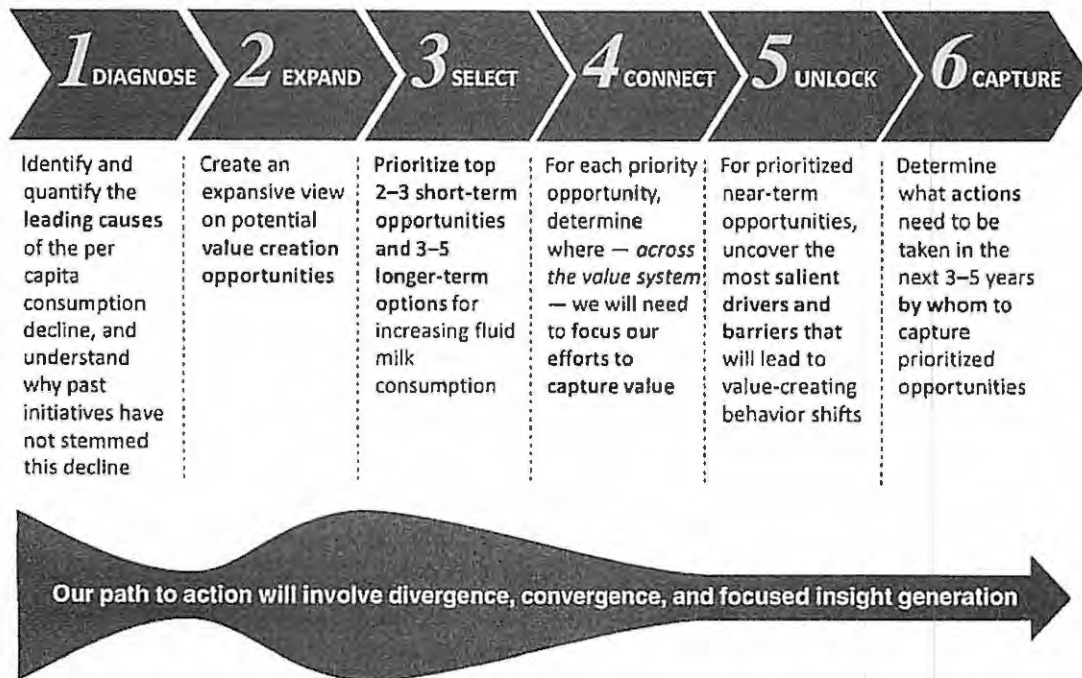 1 DIAGNOSE
2 EXPAND
3 SELECT
4 CONNECT
5 UNLOCK
6 CAPTURE
Identify and
quantify the
leading causes
of the per
capita
consumption
decline, and
understand
why past
initiatives have
not stemmed
this decline
Create an
expansive view
on potential
value creation
opportunities
Prioritize top
2–3 short-term
opportunities
and 3–5
longer-term
options for
increasing fluid
milk
consumption
For each priority
opportunity,
determine
where — across
the value system
— we will need
to focus our
efforts to
capture value
For prioritized
near-term
opportunities,
uncover the
most salient
drivers and
barriers that
will lead to
value-creating
behavior shifts
Determine
what actions
need to be
taken in the
next 3–5 years
by whom to
capture
prioritized
opportunities
Our path to action will involve divergence, convergence, and focused insight generation